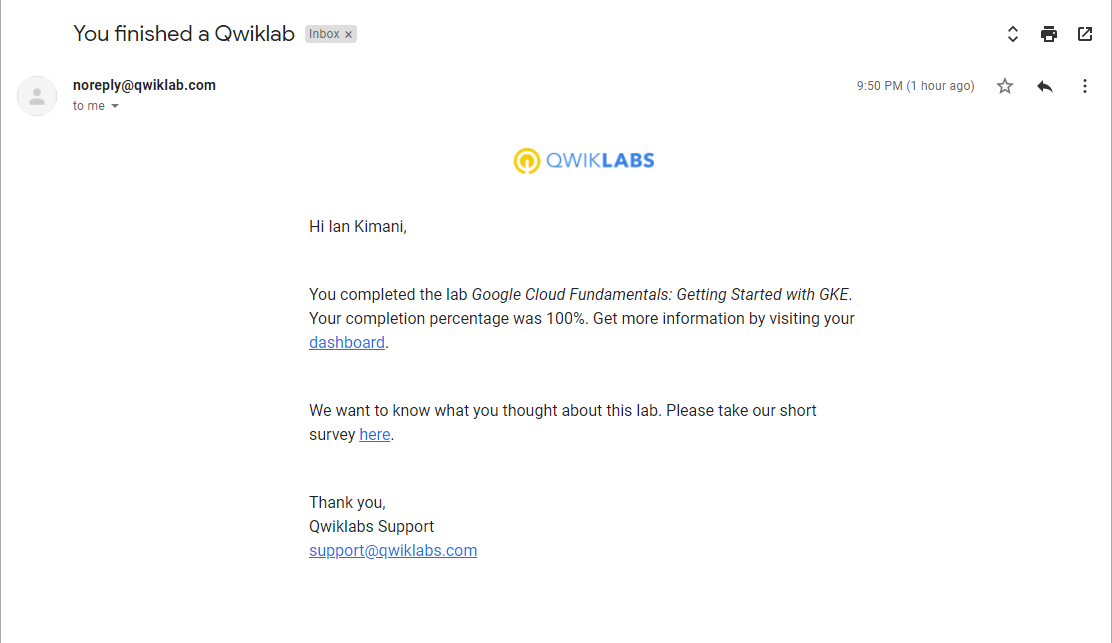 You finished a Qwiklab Inbox ×
noreply@qwiklab.com 9:50 PM (1 hour ago)
to me
QWIKLABS
Hi Ian Kimani,
You completed the lab Google Cloud Fundamentals: Getting Started with GKE.
Your completion percentage was 100%. Get more information by visiting your
dashboard.
We want to know what you thought about this lab. Please take our short
survey here.
Thank you,
Qwiklabs Support
support@qwiklabs.com